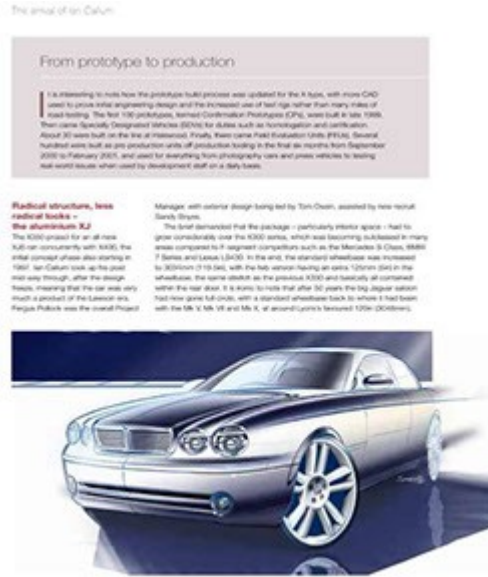 The arrival of Ian Callum
From prototype to production
It is interesting to note how the prototype build process was updated for the X type, with more CAD
used to prove initial engineering design and the increased use of test rigs rather than many miles of
road testing. The first 100 prototypes, termed Confirmation Prototypes (CPs), were built in late 1999.
Then came Specially Designated Vehicles (SDVs) for duties such as homologation and certification.
About 30 were built on the line at Halewood. Finally, there came Field Evaluation Units (FEUs). Several
hundred were built as pre production units off production tooling in the final six months from September
2000 to February 2001, and used for everything from photography cars and press vehicles to testing
real-world issues when used by development staff on a daily basis.
Radical structure, less
radical looks –
the aluminium XJ
The X350 project for an all-new
XJ6 ran concurrently with X400, the
initial concept phase also starting in
1997. Ian Callum took up his post
mid-way through, after the design
freeze, meaning that the car was very
much a product of the Lawson era.
Fergus Pollock was the overall Project
Manager, with exterior design being led by Tom Owen, assisted by new recruit
Sandy Boyes.
The brief demanded that the package – particularly interior space – had to
grow considerably over the X300 series, which was becoming outclassed in many
areas compared to F-segment competitors such as the Mercedes S-Class, BMW
7 Series and Lexus LS430. In the end, the standard wheelbase was increased
to (119.4in), with the lwb version having an extra 125mm (5in) in the
wheelbase, the same stretch as the previous X300 and basically all contained
within the rear door. It is ironic to note that after 50 years the big Jaguar saloon
had now gone full circle, with a standard wheelbase back to where it had been
with the Mk V, Mk VII and Mk X, at around Lyons's favoured 120in (3048mm).